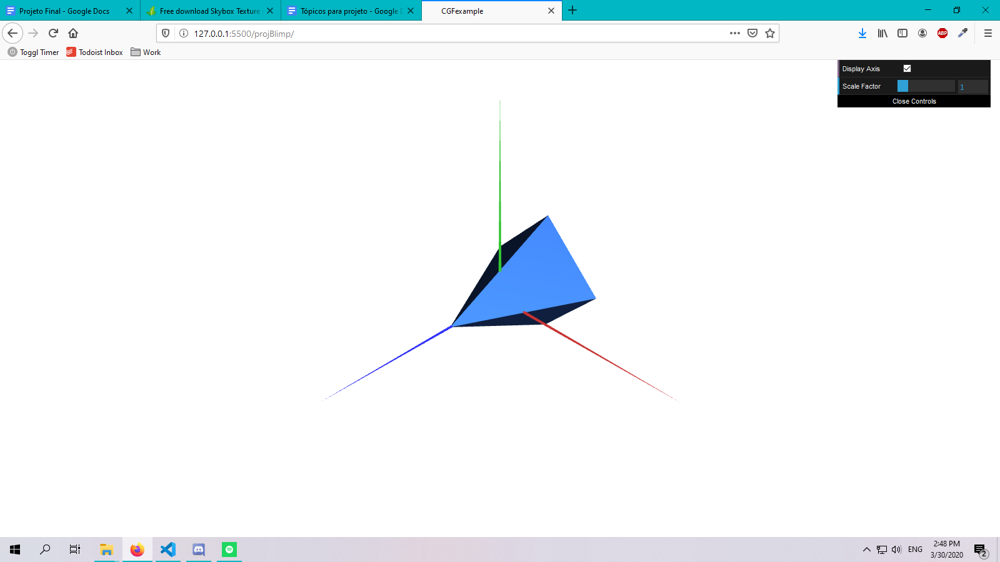 Projeto Final - Google Docs
Free download Skybox Texture
Tópicos para projeto - Google D
CGFexample
127.0.0.1:5500/projBlimp/
ABP
Toggl Timer
Todoist Inbox
Work
Display Axis
Scale Factor
1
Close Controls
ENG
2:48 PM
3/30/2020
2